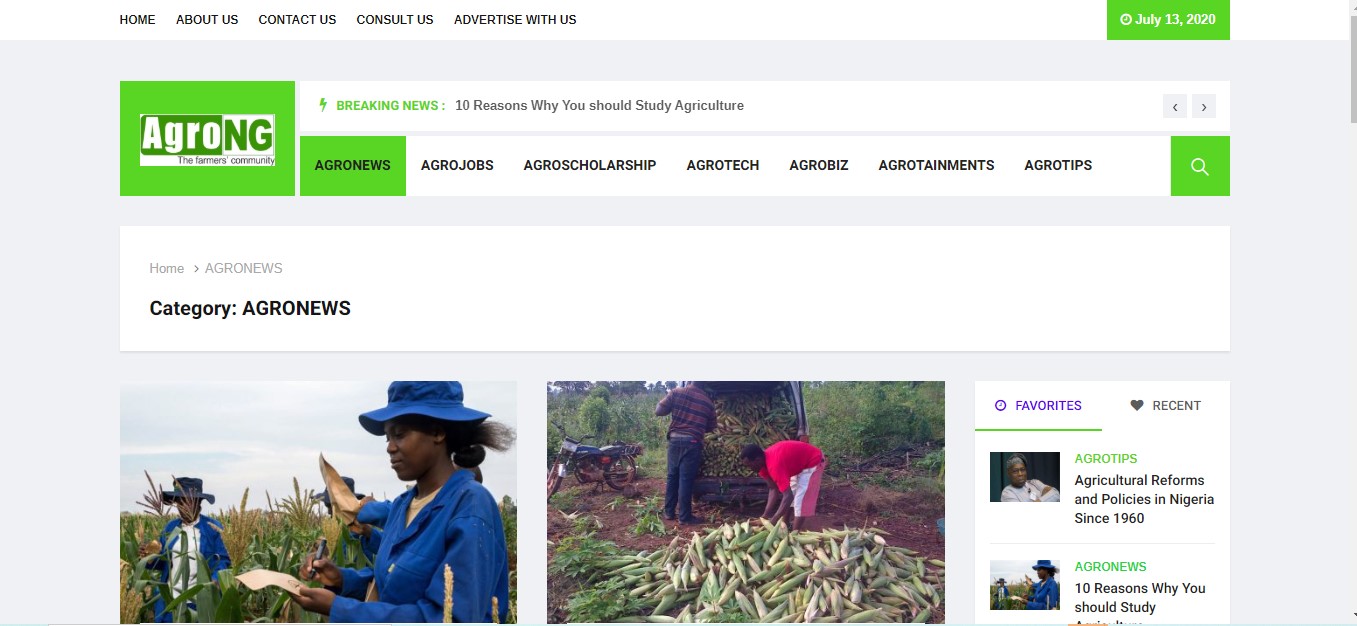 HOME ABOUT US CONTACT US CONSULT US ADVERTISE WITH US
July 13, 2020
AgroNG
The farmers' community
BREAKING NEWS : 10 Reasons Why You should Study Agriculture
‹ ›
AGRONEWS AGROJOBS AGROSCHOLARSHIP AGROTECH AGROBIZ AGROTAINMENTS AGROTIPS
Home › AGRONEWS
Category: AGRONEWS
FAVORITES RECENT
AGROTIPS
Agricultural Reforms
and Policies in Nigeria
Since 1960
AGRONEWS
10 Reasons Why You
should Study
Agriculture